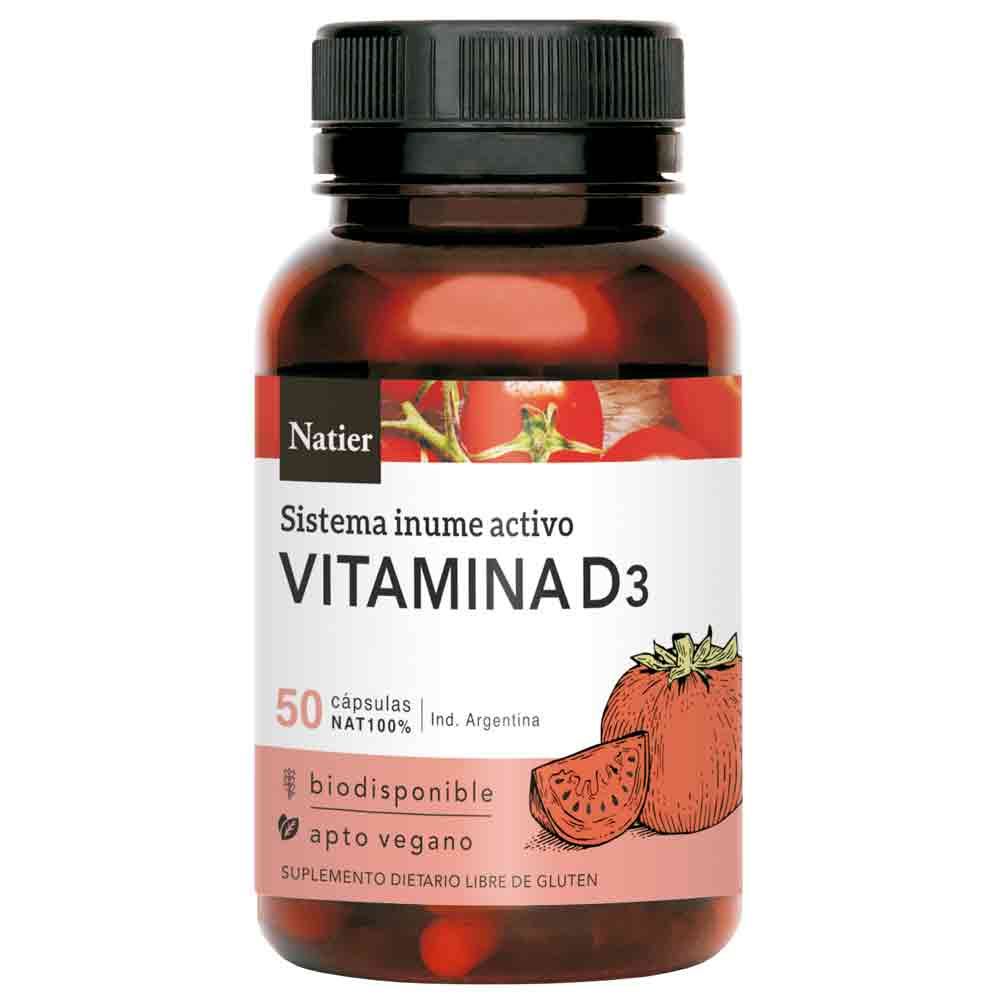 Natier
Sistema inume activo
VITAMINA D3
50 cápsulas
NAT100%
Ind. Argentina
biodisponible
apto vegano
SUPLEMENTO DIETARIO LIBRE DE GLUTEN